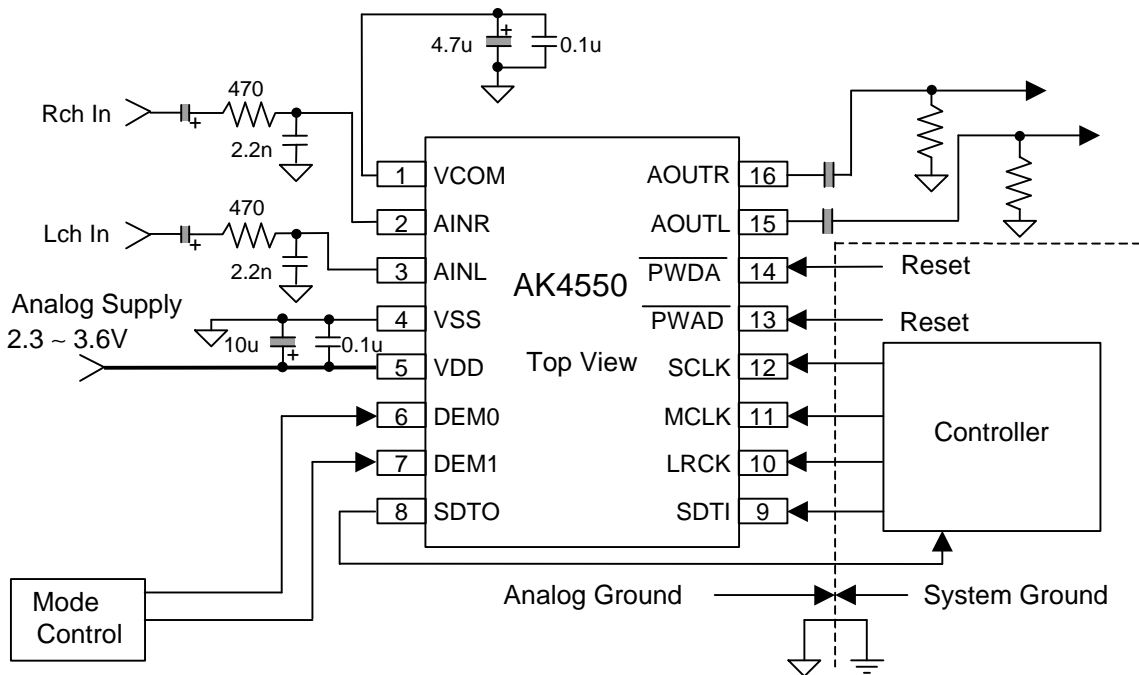 4.7u + 0.1u
470
Rch In +
2.2n
1 VCOM AOUTR 16
470
2 AINR AOUTL 15
Lch In +
2.2n
3 AINL PWDA 14 Reset
AK4550
Analog Supply
2.3 ~ 3.6V
4 VSS PWAD 13 Reset
10u + 0.1u
Top View
5 VDD SCLK 12
6 DEM0 MCLK 11
Controller
7 DEM1 LRCK 10
8 SDTO SDTI 9
Analog Ground System Ground
Mode
Control